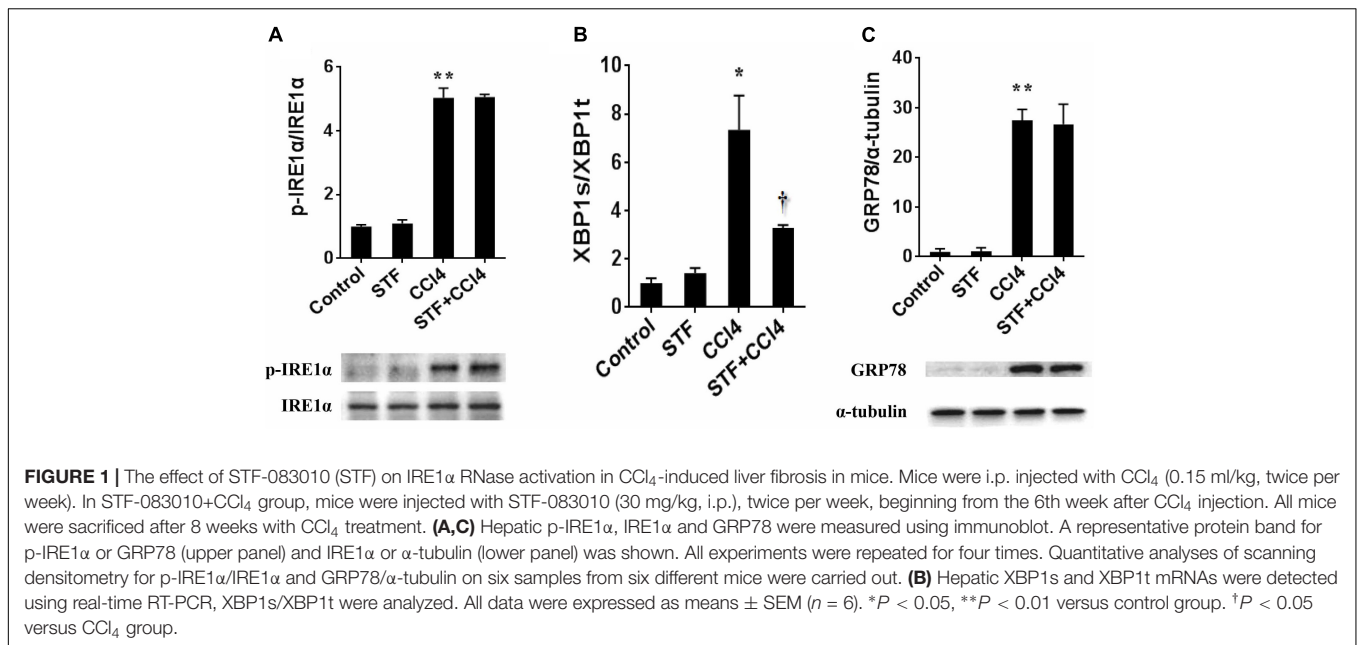 A
B
C
p-IRE1α/IRE1α
6
4
2
0
**
Control
STF
CCl4
STF+CCl4
p-IRE1α
IRE1α
XBP1s/XBP1t
10
8
6
4
2
0
*
†
Control
STF
CCl4
STF+CCl4
GRP78/α-tubulin
40
30
20
10
0
**
Control
STF
CCl4
STF+CCl4
GRP78
α-tubulin
FIGURE 1 | The effect of STF-083010 (STF) on IRE1α RNase activation in CCl₄-induced liver fibrosis in mice. Mice were i.p. injected with CCl₄ (0.15 ml/kg, twice per
week). In STF-083010+CCl₄ group, mice were injected with STF-083010 (30 mg/kg, i.p.), twice per week, beginning from the 6th week after CCl₄ injection. All mice
were sacrificed after 8 weeks with CCl₄ treatment. (A,C) Hepatic p-IRE1α, IRE1α and GRP78 were measured using immunoblot. A representative protein band for
p-IRE1α or GRP78 (upper panel) and IRE1α or α-tubulin (lower panel) was shown. All experiments were repeated for four times. Quantitative analyses of scanning
densitometry for p-IRE1α/IRE1α and GRP78/α-tubulin on six samples from six different mice were carried out. (B) Hepatic XBP1s and XBP1t mRNAs were detected
using real-time RT-PCR, XBP1s/XBP1t were analyzed. All data were expressed as means ± SEM (n = 6). *P < 0.05, **P < 0.01 versus control group. †P < 0.05
versus CCl₄ group.